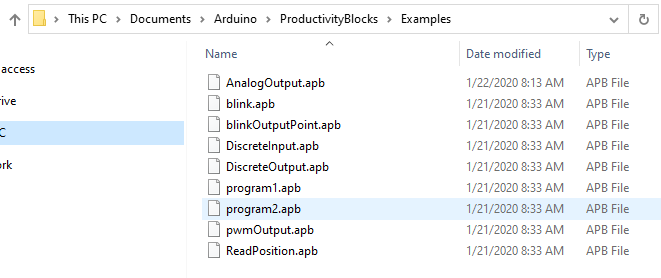 This PC > Documents > Arduino > ProductivityBlocks > Examples
Name Date modified Type
access
AnalogOutput.apb 1/22/2020 8:13 AM APB File
rive
blink.apb 1/21/2020 8:33 AM APB File
blinkOutputPoint.apb 1/21/2020 8:33 AM APB File
C
DiscreteInput.apb 1/21/2020 8:33 AM APB File
ork
DiscreteOutput.apb 1/21/2020 8:33 AM APB File
program1.apb 1/21/2020 8:33 AM APB File
program2.apb 1/21/2020 8:33 AM APB File
pwmOutput.apb 1/21/2020 8:33 AM APB File
ReadPosition.apb 1/21/2020 8:33 AM APB File